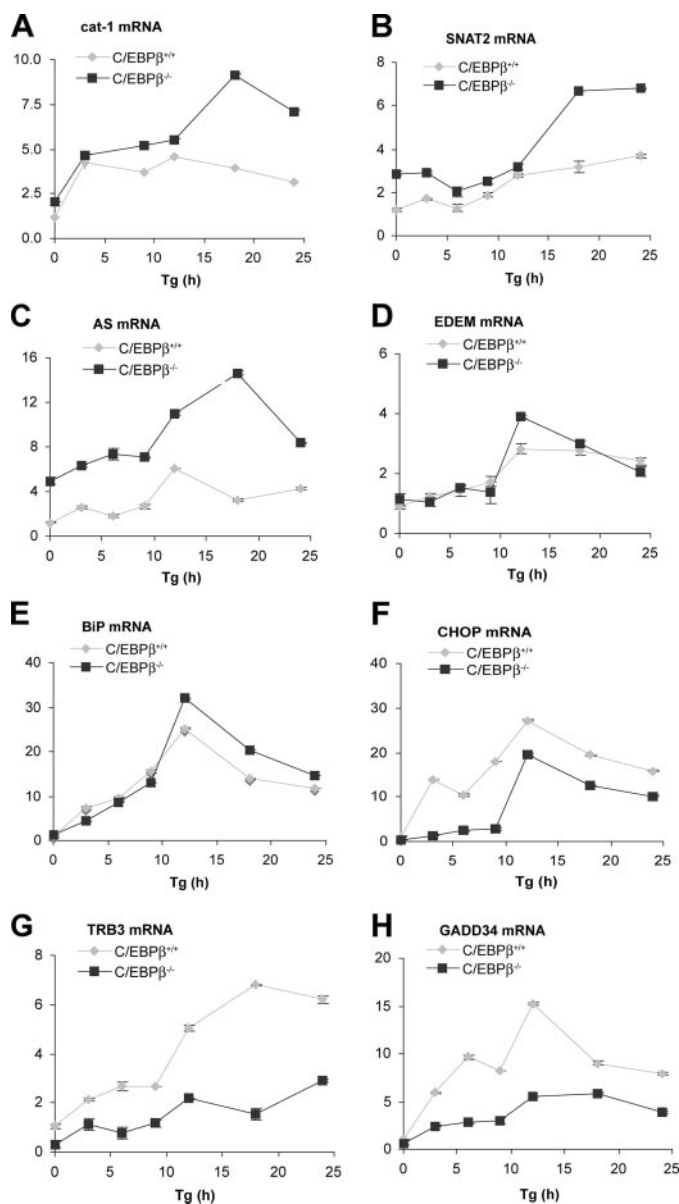 A
cat-1 mRNA
C/EBPβ+/+
C/EBPβ-/-
10.0
7.5
5.0
2.5
0.0
0 5 10 15 20 25
Tg (h)
B
SNAT2 mRNA
C/EBPβ+/+
C/EBPβ-/-
8
6
4
2
0
0 5 10 15 20 25
Tg (h)
C
AS mRNA
C/EBPβ+/+
C/EBPβ-/-
16
12
8
4
0
0 5 10 15 20 25
Tg (h)
D
EDEM mRNA
C/EBPβ+/+
C/EBPβ-/-
6
4
2
0
0 5 10 15 20 25
Tg (h)
E
BiP mRNA
C/EBPβ+/+
C/EBPβ-/-
40
30
20
10
0
0 5 10 15 20 25
Tg (h)
F
CHOP mRNA
C/EBPβ+/+
C/EBPβ-/-
40
30
20
10
0
0 5 10 15 20 25
Tg (h)
G
TRB3 mRNA
C/EBPβ+/+
C/EBPβ-/-
8
6
4
2
0
0 5 10 15 20 25
Tg (h)
H
GADD34 mRNA
C/EBPβ+/+
C/EBPβ-/-
20
15
10
5
0
0 5 10 15 20 25
Tg (h)